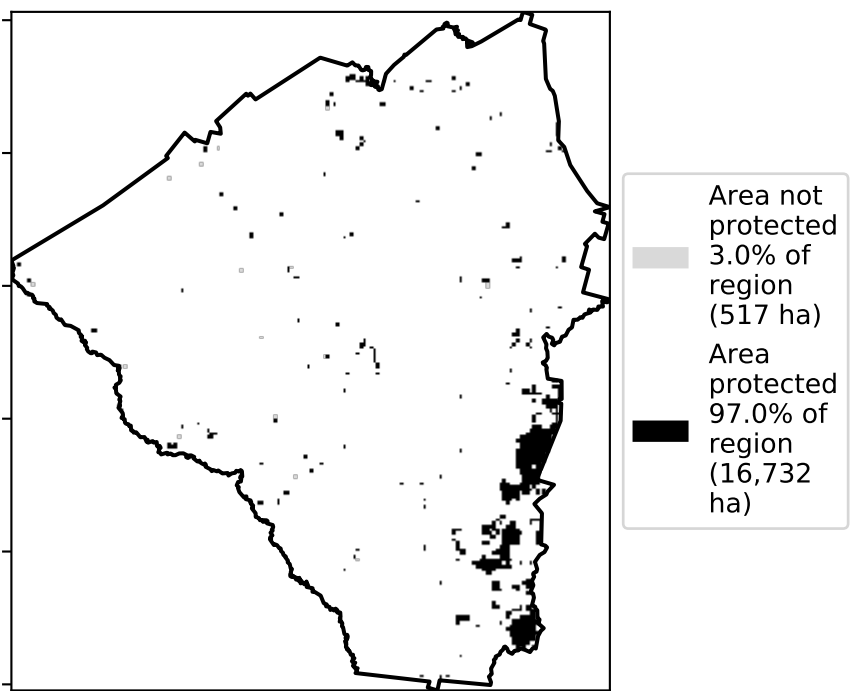 Area not
protected
3.0% of
region
(517 ha)
Area
protected
97.0% of
region
(16,732
ha)